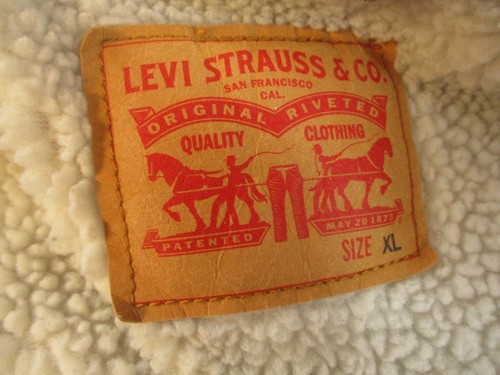 LEVI STRAUSS & CO.
SAN FRANCISCO
CAL.
ORIGINAL RIVETED
QUALITY CLOTHING
PATENTED MAY 20 1873
SIZE XL